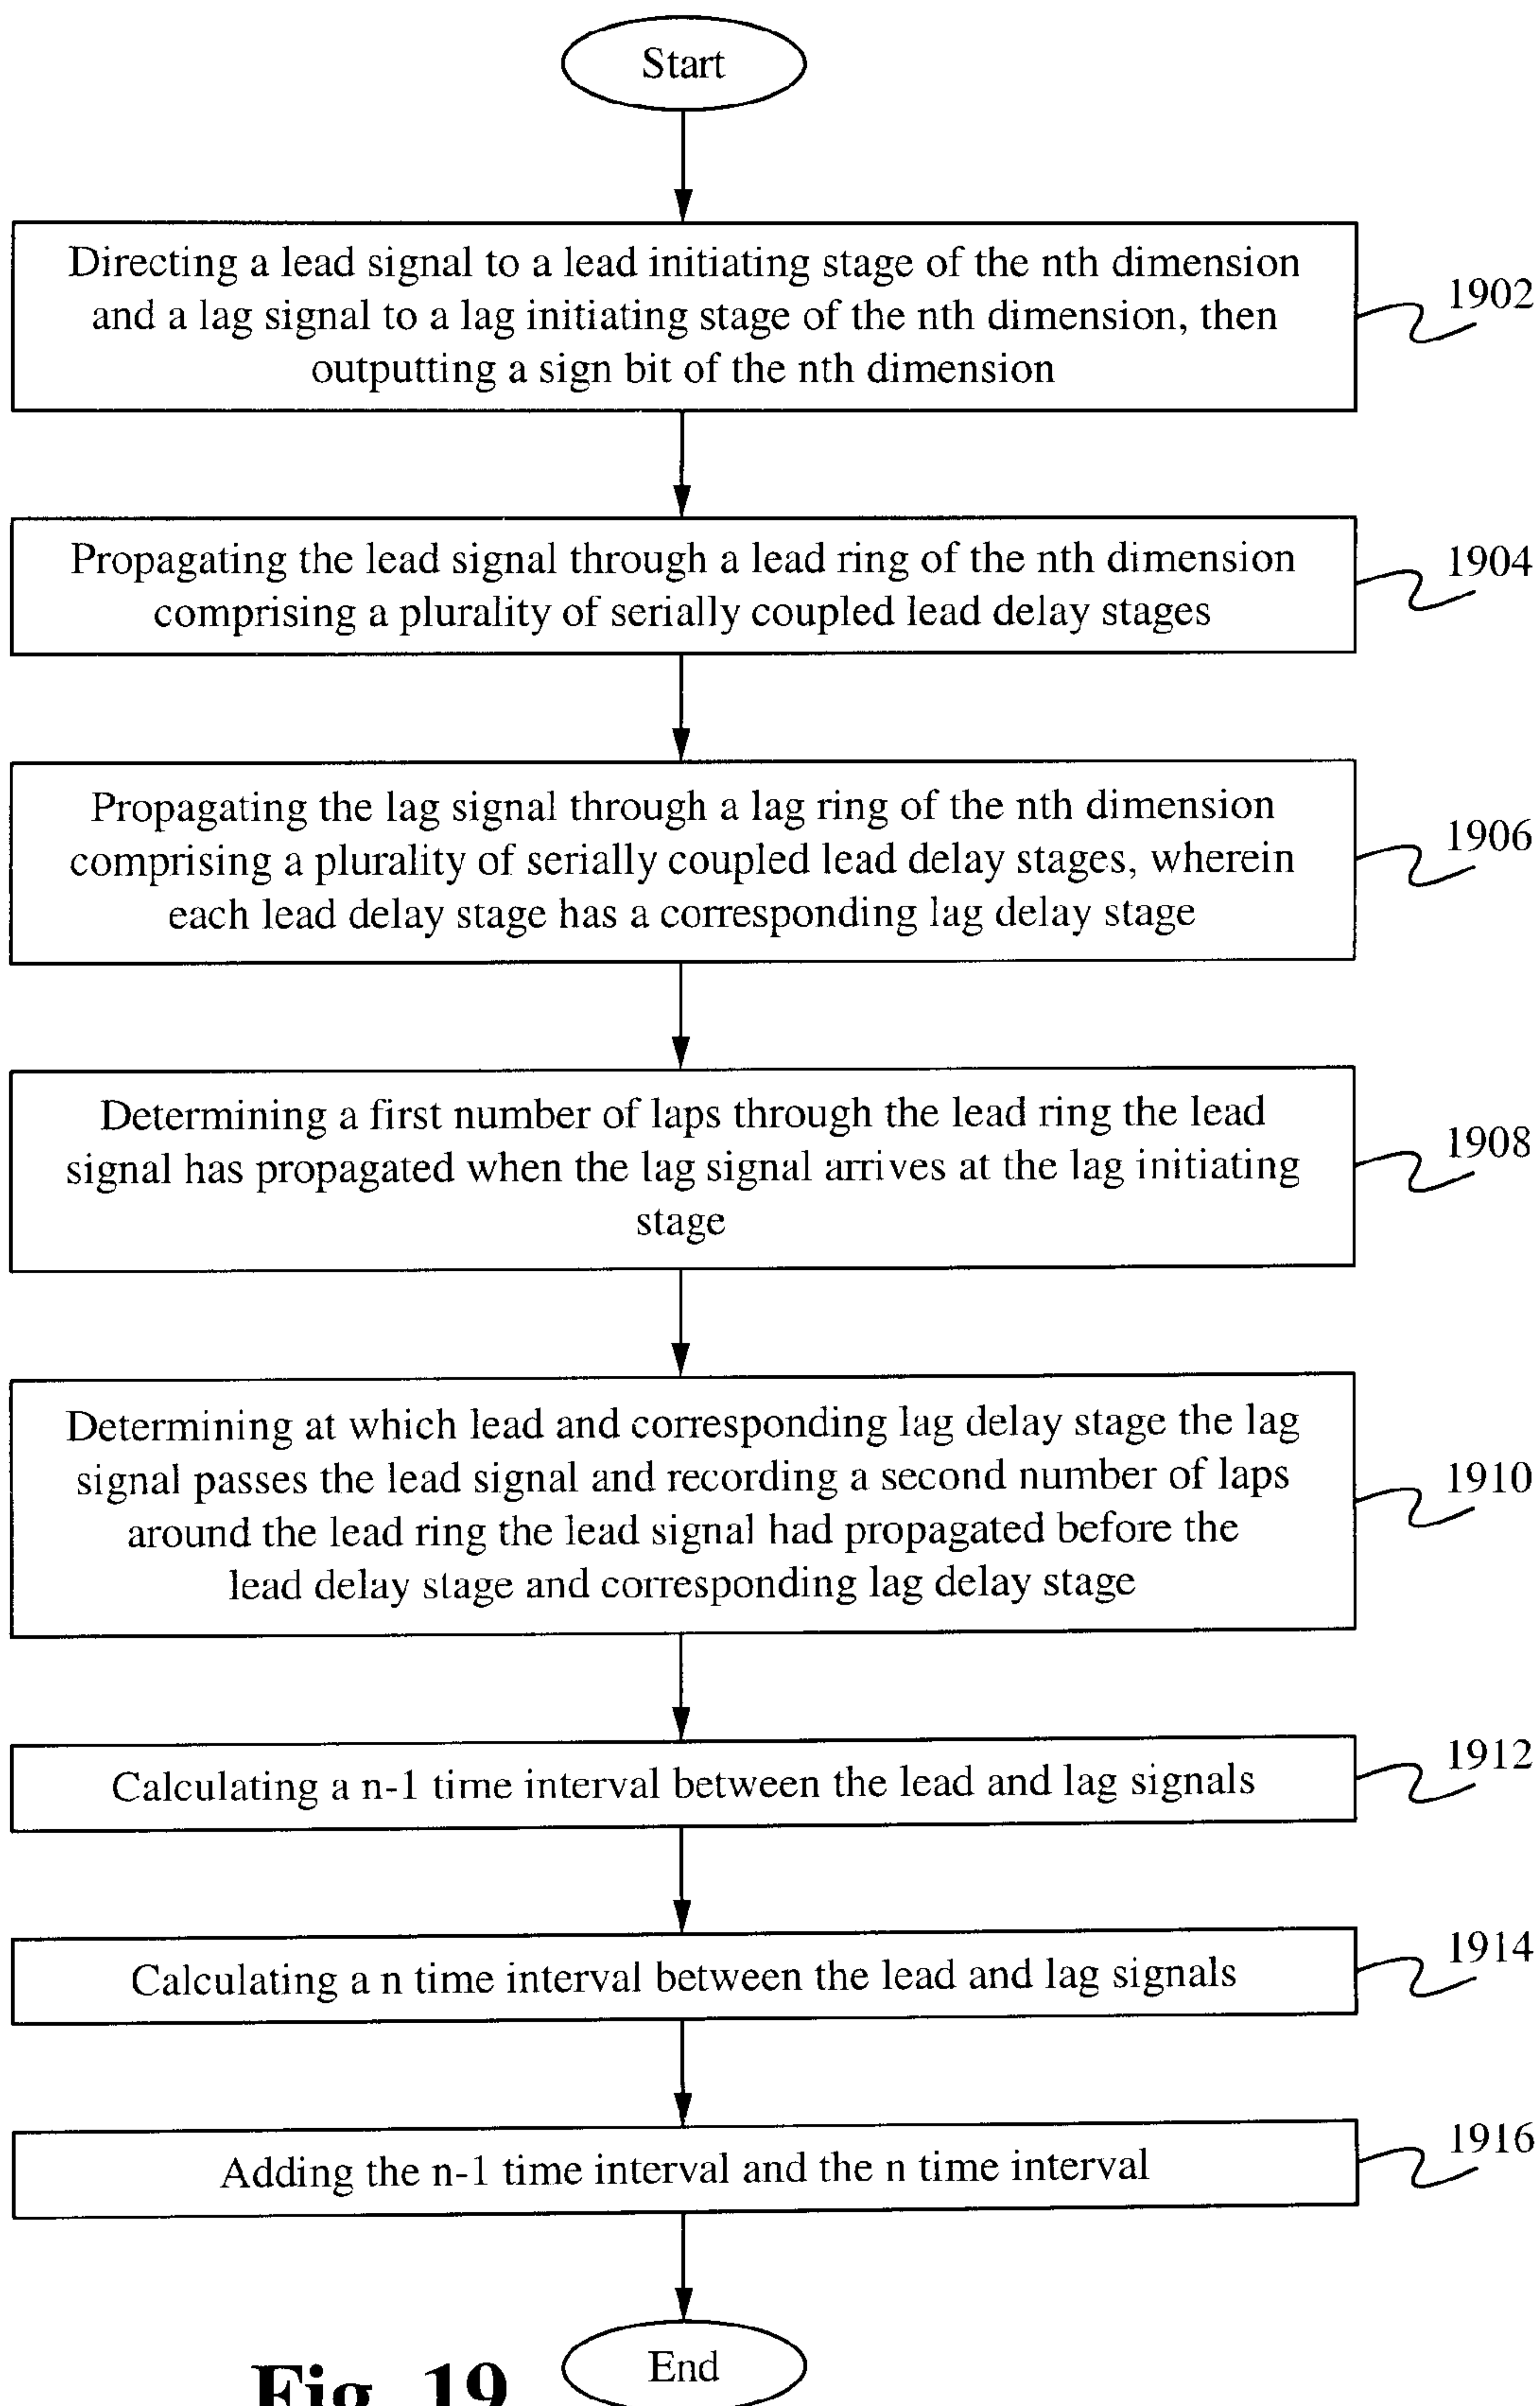 Start
Directing a lead signal to a lead initiating stage of the nth dimension
and a lag signal to a lag initiating stage of the nth dimension, then
outputting a sign bit of the nth dimension
1902
Propagating the lead signal through a lead ring of the nth dimension
comprising a plurality of serially coupled lead delay stages
1904
Propagating the lag signal through a lag ring of the nth dimension
comprising a plurality of serially coupled lead delay stages, wherein
each lead delay stage has a corresponding lag delay stage
1906
Determining a first number of laps through the lead ring the lead
signal has propagated when the lag signal arrives at the lag initiating
stage
1908
Determining at which lead and corresponding lag delay stage the lag
signal passes the lead signal and recording a second number of laps
around the lead ring the lead signal had propagated before the
lead delay stage and corresponding lag delay stage
1910
Calculating a n-1 time interval between the lead and lag signals
1912
Calculating a n time interval between the lead and lag signals
1914
Adding the n-1 time interval and the n time interval
1916
End
Fig. 19